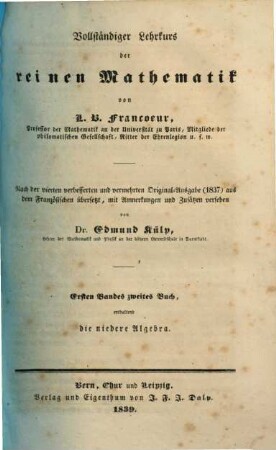 Vollständiger Lehrkurs
der
reinen Mathematik
von
L. B. Francoeur,
Professor der Mathematik an der Universität zu Paris, Mitgliede der
philomatischen Gesellschaft, Ritter der Ehrenlegion u. s. w.
Nach der vierten verbesserten und vermehrten Original-Ausgabe (1837) aus
dem Französischen übersetzt, mit Anmerkungen und Zusätzen versehen
von
Dr. Edmund Külp,
Lehrer der Mathematik und Physik an der höheren Gewerbschule in Darmstadt.
Ersten Bandes zweites Buch,
enthaltend
die niedere Algebra.
Bern, Chur und Leipzig.
Verlag und Eigenthum von J. F. J. Dalp.
1839.